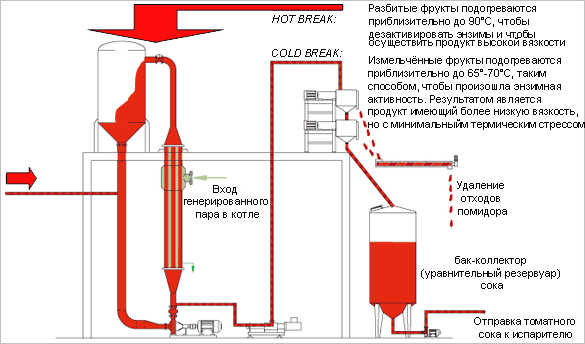 HOT BREAK:
Разбитые фрукты подогреваются
приблизительно до 90°С, чтобы
дезактивировать энзимы и чтобы
осуществить продукт высокой вязкости
COLD BREAK:
Измельчённые фрукты подогреваются
приблизительно до 65°-70°С, таким
способом, чтобы произошла энзимная
активность. Результатом является
продукт имеющий более низкую вязкость,
но с минимальныйм термическим стрессом
Удаление
отходов
помидора
Вход
генерированного
пара в котле
бак-коллектор
(уравнительный резервуар)
сока
Отправка томатного
сока к испарителю